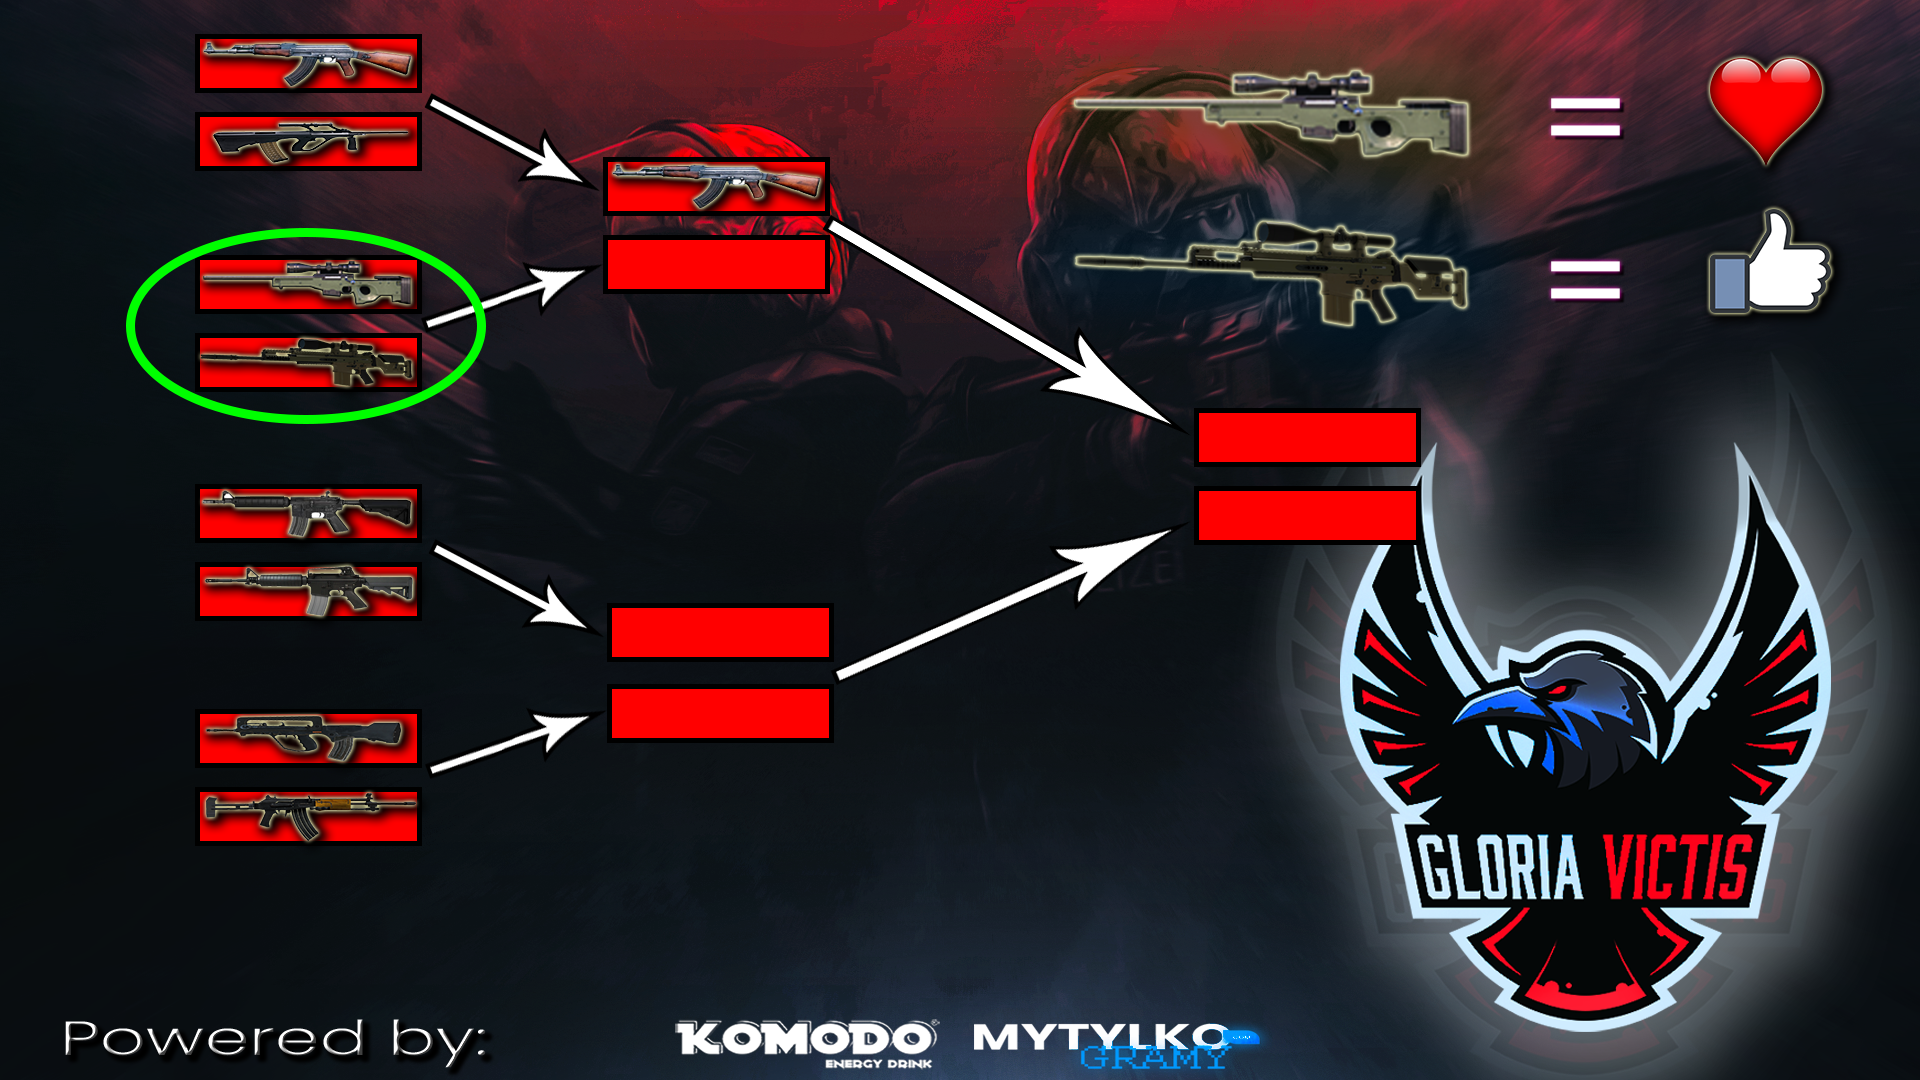 GLORIA VICTIS
Powered by:
KOMODO®
ENERGY DRINK
MYTYLKO
GRAMY